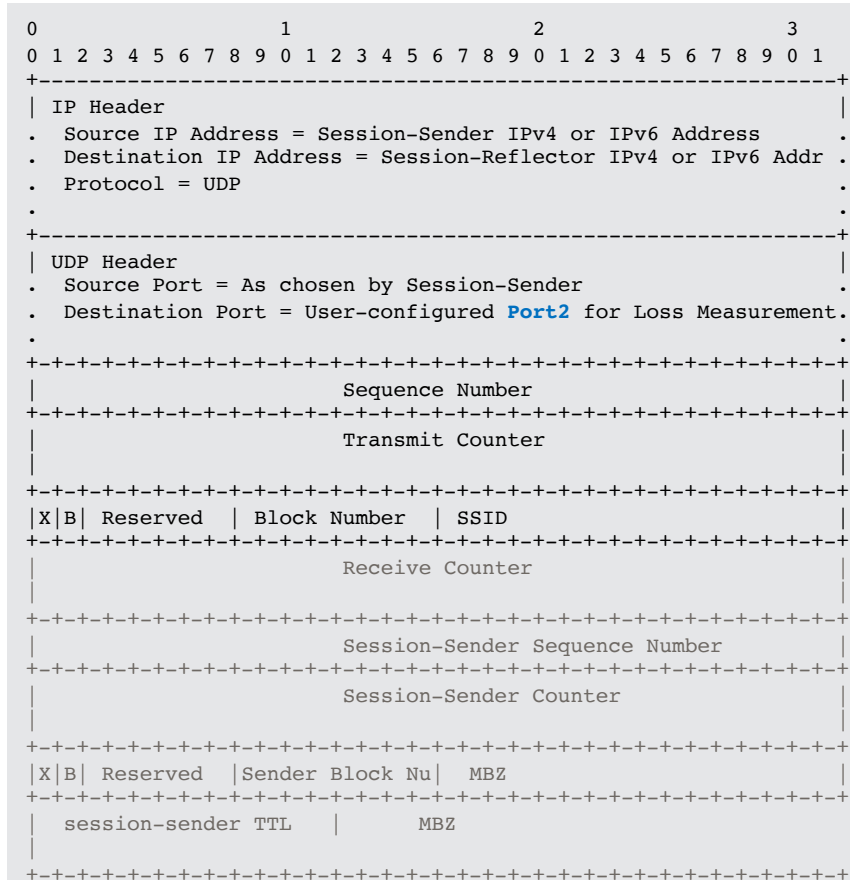 0                   1                   2                   3
0 1 2 3 4 5 6 7 8 9 0 1 2 3 4 5 6 7 8 9 0 1 2 3 4 5 6 7 8 9 0 1
+---------------------------------------------------------------+
| IP Header                                                     |
.  Source IP Address = Session-Sender IPv4 or IPv6 Address      .
.  Destination IP Address = Session-Reflector IPv4 or IPv6 Addr .
.  Protocol = UDP                                               .
.                                                               .
+---------------------------------------------------------------+
| UDP Header                                                    |
.  Source Port = As chosen by Session-Sender                    .
.  Destination Port = User-configured Port2 for Loss Measurement.
.                                                               .
+-+-+-+-+-+-+-+-+-+-+-+-+-+-+-+-+-+-+-+-+-+-+-+-+-+-+-+-+-+-+-+-+
|                        Sequence Number                        |
+-+-+-+-+-+-+-+-+-+-+-+-+-+-+-+-+-+-+-+-+-+-+-+-+-+-+-+-+-+-+-+-+
|                        Transmit Counter                       |
|                                                               |
+-+-+-+-+-+-+-+-+-+-+-+-+-+-+-+-+-+-+-+-+-+-+-+-+-+-+-+-+-+-+-+-+
|X|B| Reserved  | Block Number  | SSID                          |
+-+-+-+-+-+-+-+-+-+-+-+-+-+-+-+-+-+-+-+-+-+-+-+-+-+-+-+-+-+-+-+-+
|                        Receive Counter                        |
|                                                               |
+-+-+-+-+-+-+-+-+-+-+-+-+-+-+-+-+-+-+-+-+-+-+-+-+-+-+-+-+-+-+-+-+
|                        Session-Sender Sequence Number         |
+-+-+-+-+-+-+-+-+-+-+-+-+-+-+-+-+-+-+-+-+-+-+-+-+-+-+-+-+-+-+-+-+
|                        Session-Sender Counter                 |
|                                                               |
+-+-+-+-+-+-+-+-+-+-+-+-+-+-+-+-+-+-+-+-+-+-+-+-+-+-+-+-+-+-+-+-+
|X|B| Reserved  |Sender Block Nu|  MBZ                          |
+-+-+-+-+-+-+-+-+-+-+-+-+-+-+-+-+-+-+-+-+-+-+-+-+-+-+-+-+-+-+-+-+
|  session-sender TTL   |      MBZ
|
+-+-+-+-+-+-+-+-+-+-+-+-+-+-+-+-+-+-+-+-+-+-+-+-+-+-+-+-+-+-+-+-+